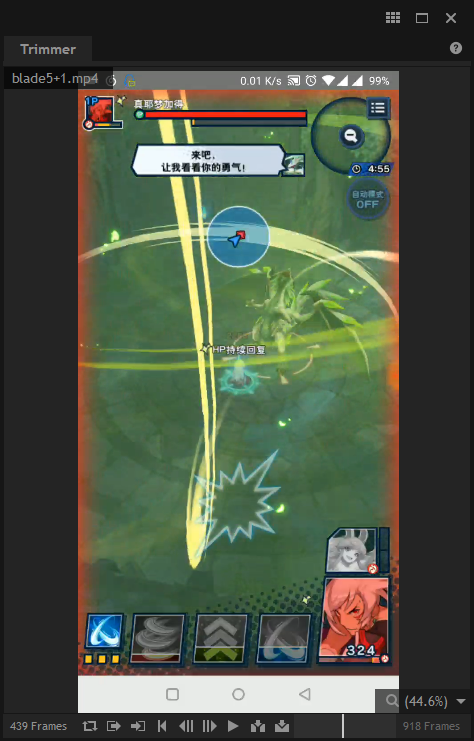 Trimmer
blade5+1.mp4
0.01 K/s
99%
1P
真耶梦加得
来吧，
让我看看你的勇气！
4:55
自动模式
OFF
HP持续回复
324
(44.6%)
439 Frames
918 Frames